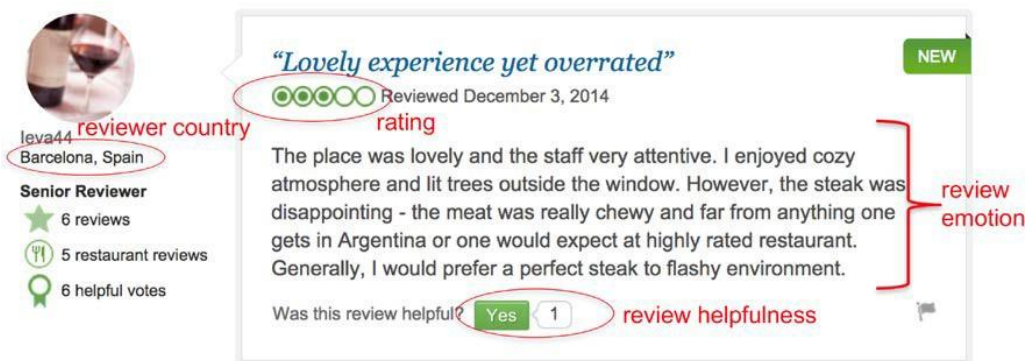 “Lovely experience yet overrated”
NEW
Reviewed December 3, 2014
rating
Ieva44
reviewer country
Barcelona, Spain
Senior Reviewer
6 reviews
5 restaurant reviews
6 helpful votes
The place was lovely and the staff very attentive. I enjoyed cozy
atmosphere and lit trees outside the window. However, the steak was
disappointing - the meat was really chewy and far from anything one
gets in Argentina or one would expect at highly rated restaurant.
Generally, I would prefer a perfect steak to flashy environment.
review
emotion
Was this review helpful? Yes 1
review helpfulness